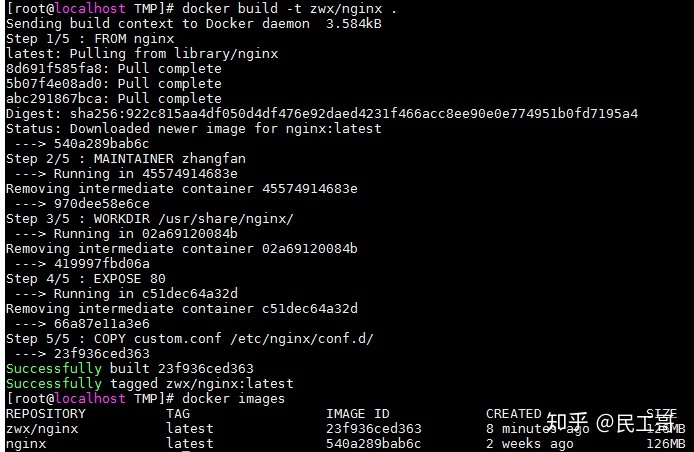 [root@localhost TMP]# docker build -t zwx/nginx .
Sending build context to Docker daemon  3.584kB
Step 1/5 : FROM nginx
latest: Pulling from library/nginx
8d691f585fa8: Pull complete
5b07f4e08ad0: Pull complete
abc291867bca: Pull complete
Digest: sha256:922c815aa4df050d4df476e92daed4231f466acc8ee90e0e774951b0fd7195a4
Status: Downloaded newer image for nginx:latest
 ---> 540a289bab6c
Step 2/5 : MAINTAINER zhangfan
 ---> Running in 45574914683e
Removing intermediate container 45574914683e
 ---> 970dee58e6ce
Step 3/5 : WORKDIR /usr/share/nginx/
 ---> Running in 02a69120084b
Removing intermediate container 02a69120084b
 ---> 419997fbd06a
Step 4/5 : EXPOSE 80
 ---> Running in c51dec64a32d
Removing intermediate container c51dec64a32d
 ---> 66a87e11a3e6
Step 5/5 : COPY custom.conf /etc/nginx/conf.d/
 ---> 23f936ced363
Successfully built 23f936ced363
Successfully tagged zwx/nginx:latest
[root@localhost TMP]# docker images
REPOSITORY          TAG                 IMAGE ID            CREATED             SIZE
zwx/nginx           latest              23f936ced363        8 minutes ago       126MB
nginx               latest              540a289bab6c        2 weeks ago         126MB
知乎 @民工哥